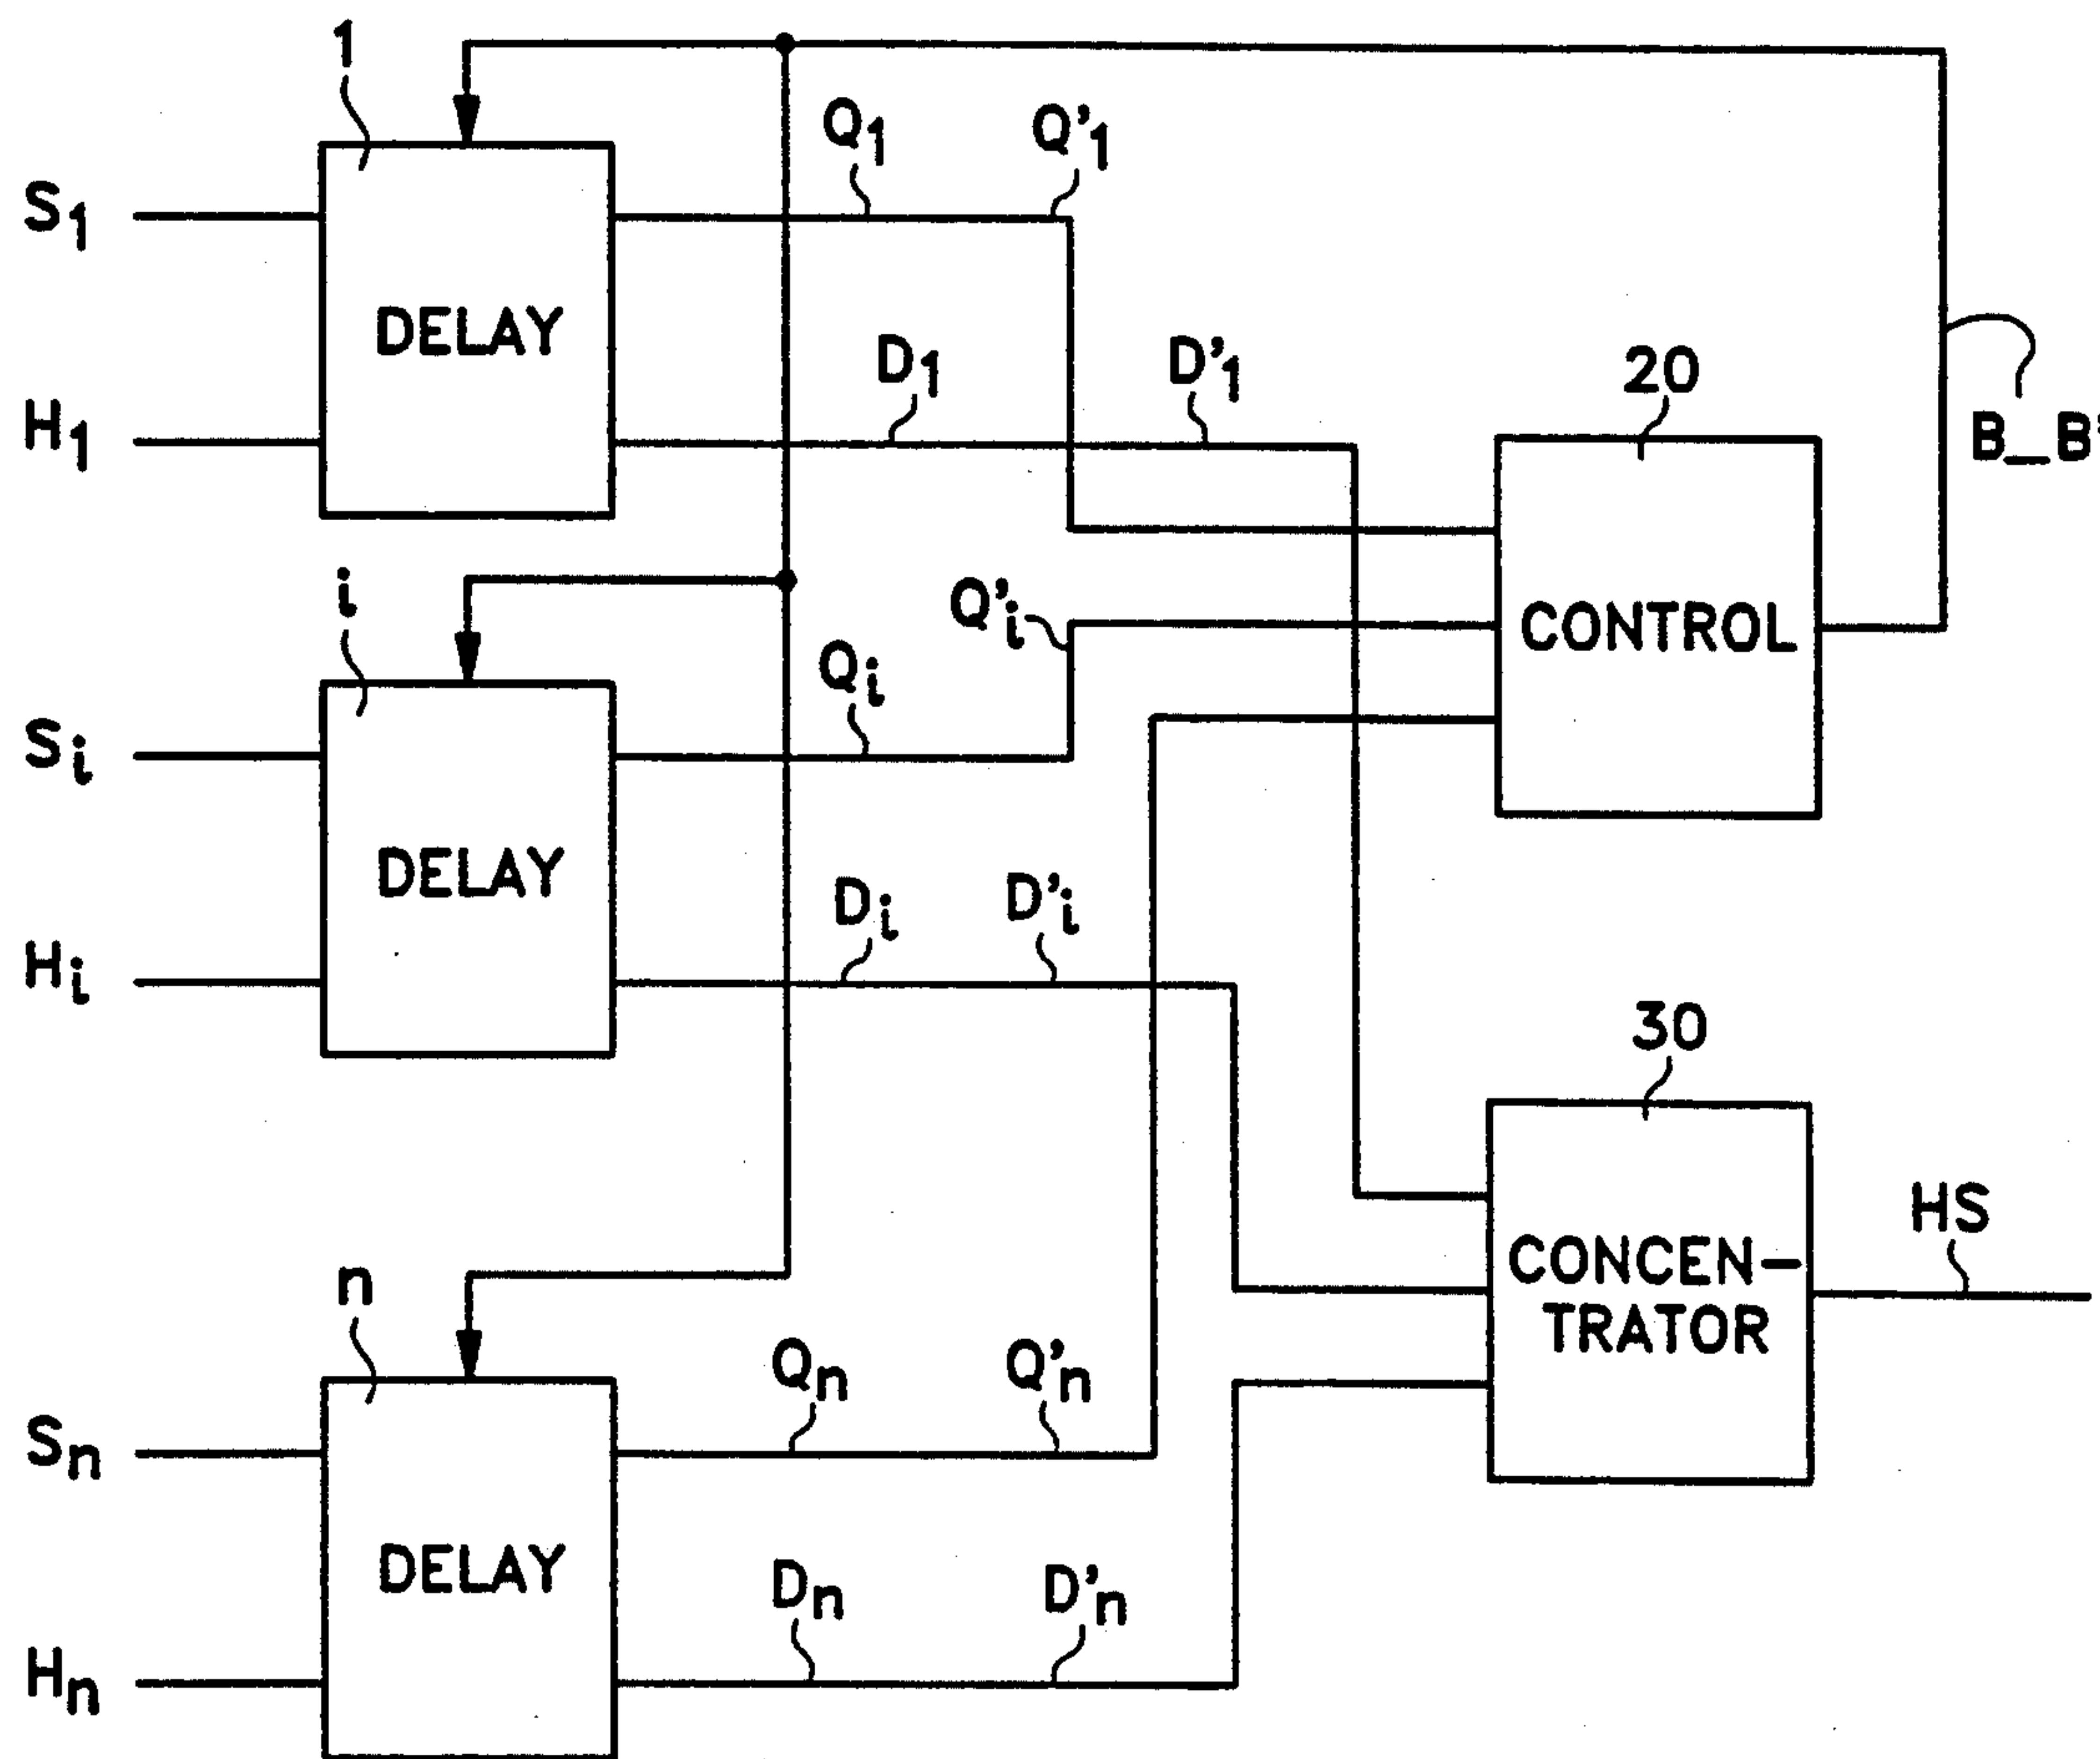 1
Q₁
Q'₁
S₁
DELAY
D₁
D'₁
20
H₁
B_B'
i
Q'ᵢ
CONTROL
Qᵢ
Sᵢ
DELAY
Dᵢ
D'ᵢ
Hᵢ
30
HS
CONCEN-
TRATOR
n
Qₙ
Q'ₙ
Sₙ
DELAY
Dₙ
D'ₙ
Hₙ